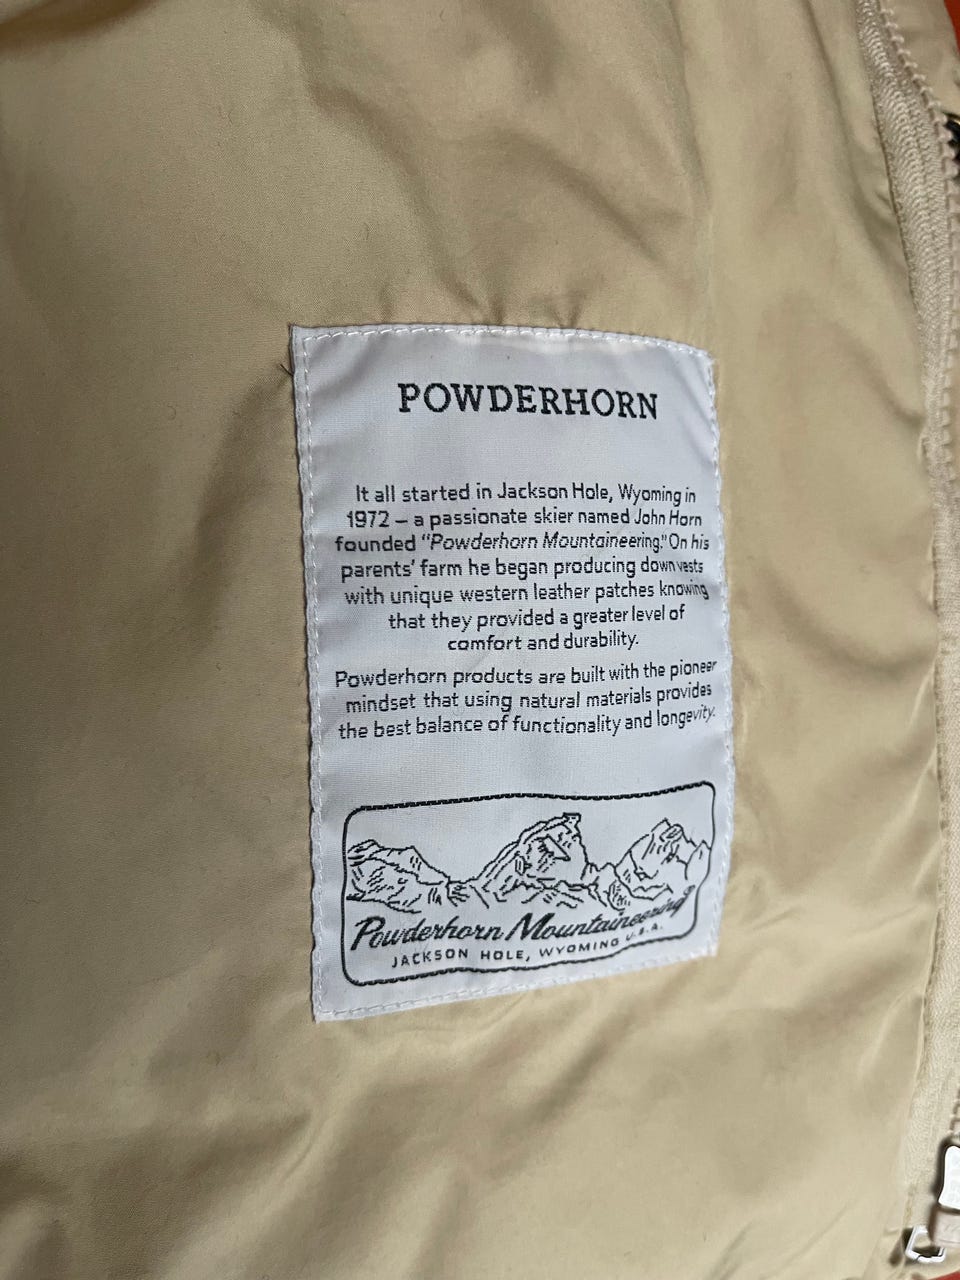 POWDERHORN
It all started in Jackson Hole, Wyoming in
1972 – a passionate skier named John Horn
founded "Powderhorn Mountaineering." On his
parents' farm he began producing down vests
with unique western leather patches knowing
that they provided a greater level of
comfort and durability.
Powderhorn products are built with the pioneer
mindset that using natural materials provides
the best balance of functionality and longevity.
Powderhorn Mountaineering®
JACKSON HOLE, WYOMING U.S.A.